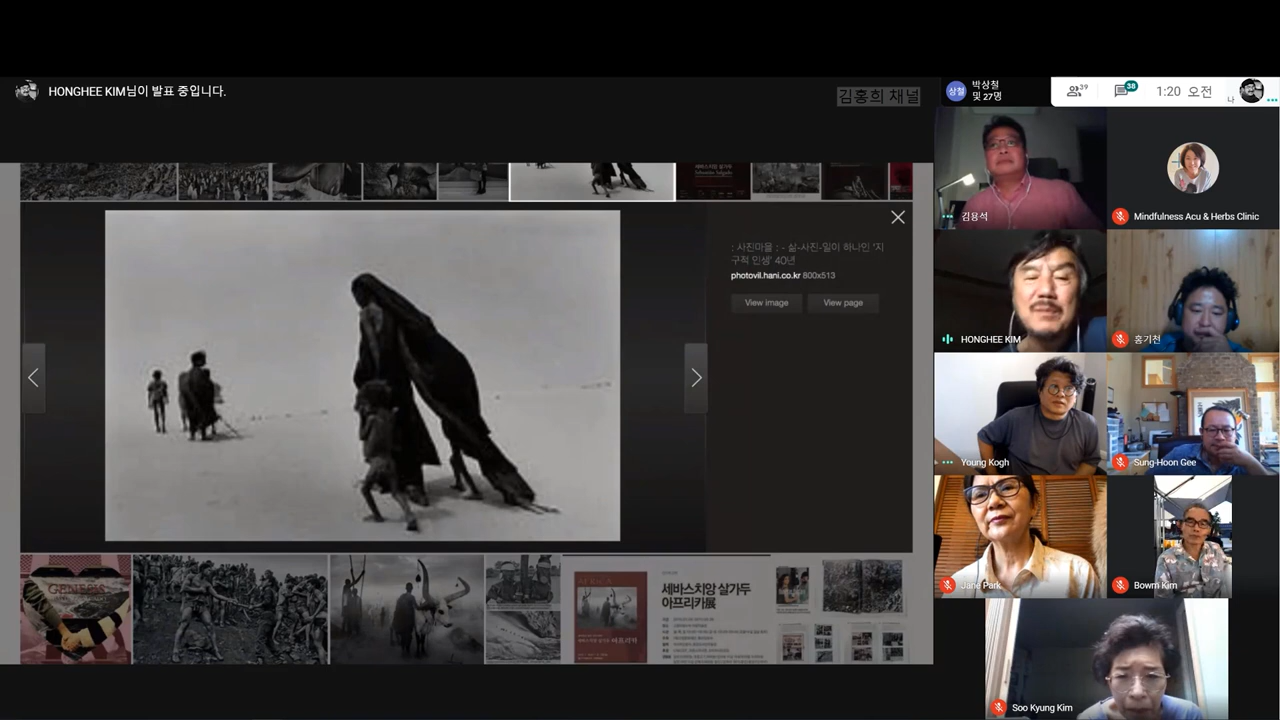 HONGHEE KIM님이 발표 중입니다.
김홍희 채널
상철
박상철
및 27명
39
38
1:20 오전
나
: 사진마을 : - 삶-사진-일이 하나인 '지
구적 인생' 40년
photovil.hani.co.kr 800x513
View image
View page
김용석
Mindfulness Acu & Herbs Clinic
HONGHEE KIM
홍기천
Young Kogh
Sung-Hoon Gee
Jane Park
Bowm Kim
Soo Kyung Kim
GENESIS
AFRICA
세바스치앙 살가두
아프리카展